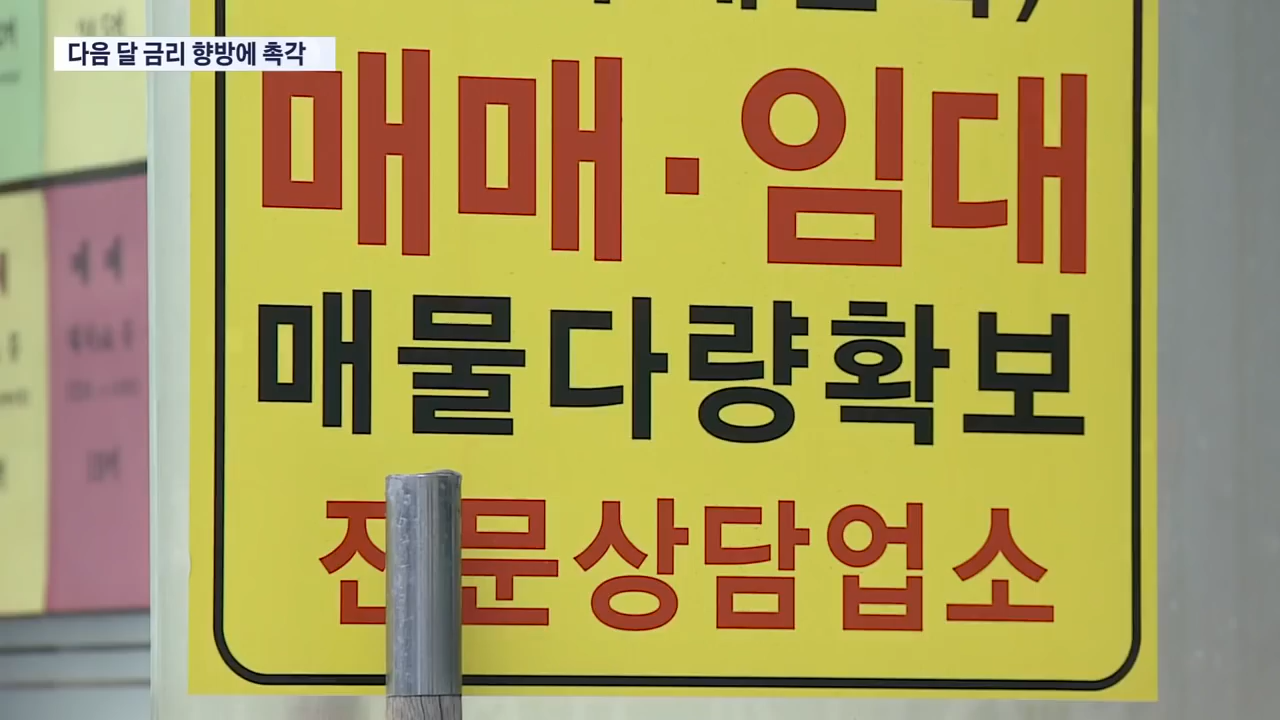 다음 달 금리 향방에 촉각
매매·임대
매물다량확보
전문상담업소